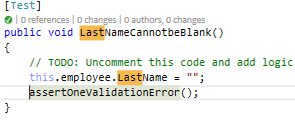 [Test]
0 references | 0 changes | 0 authors, 0 changes
public void LastNameCannotbeBlank()
{
// TODO: Uncomment this code and add logic
this.employee.LastName = "";
assertOneValidationError();
}